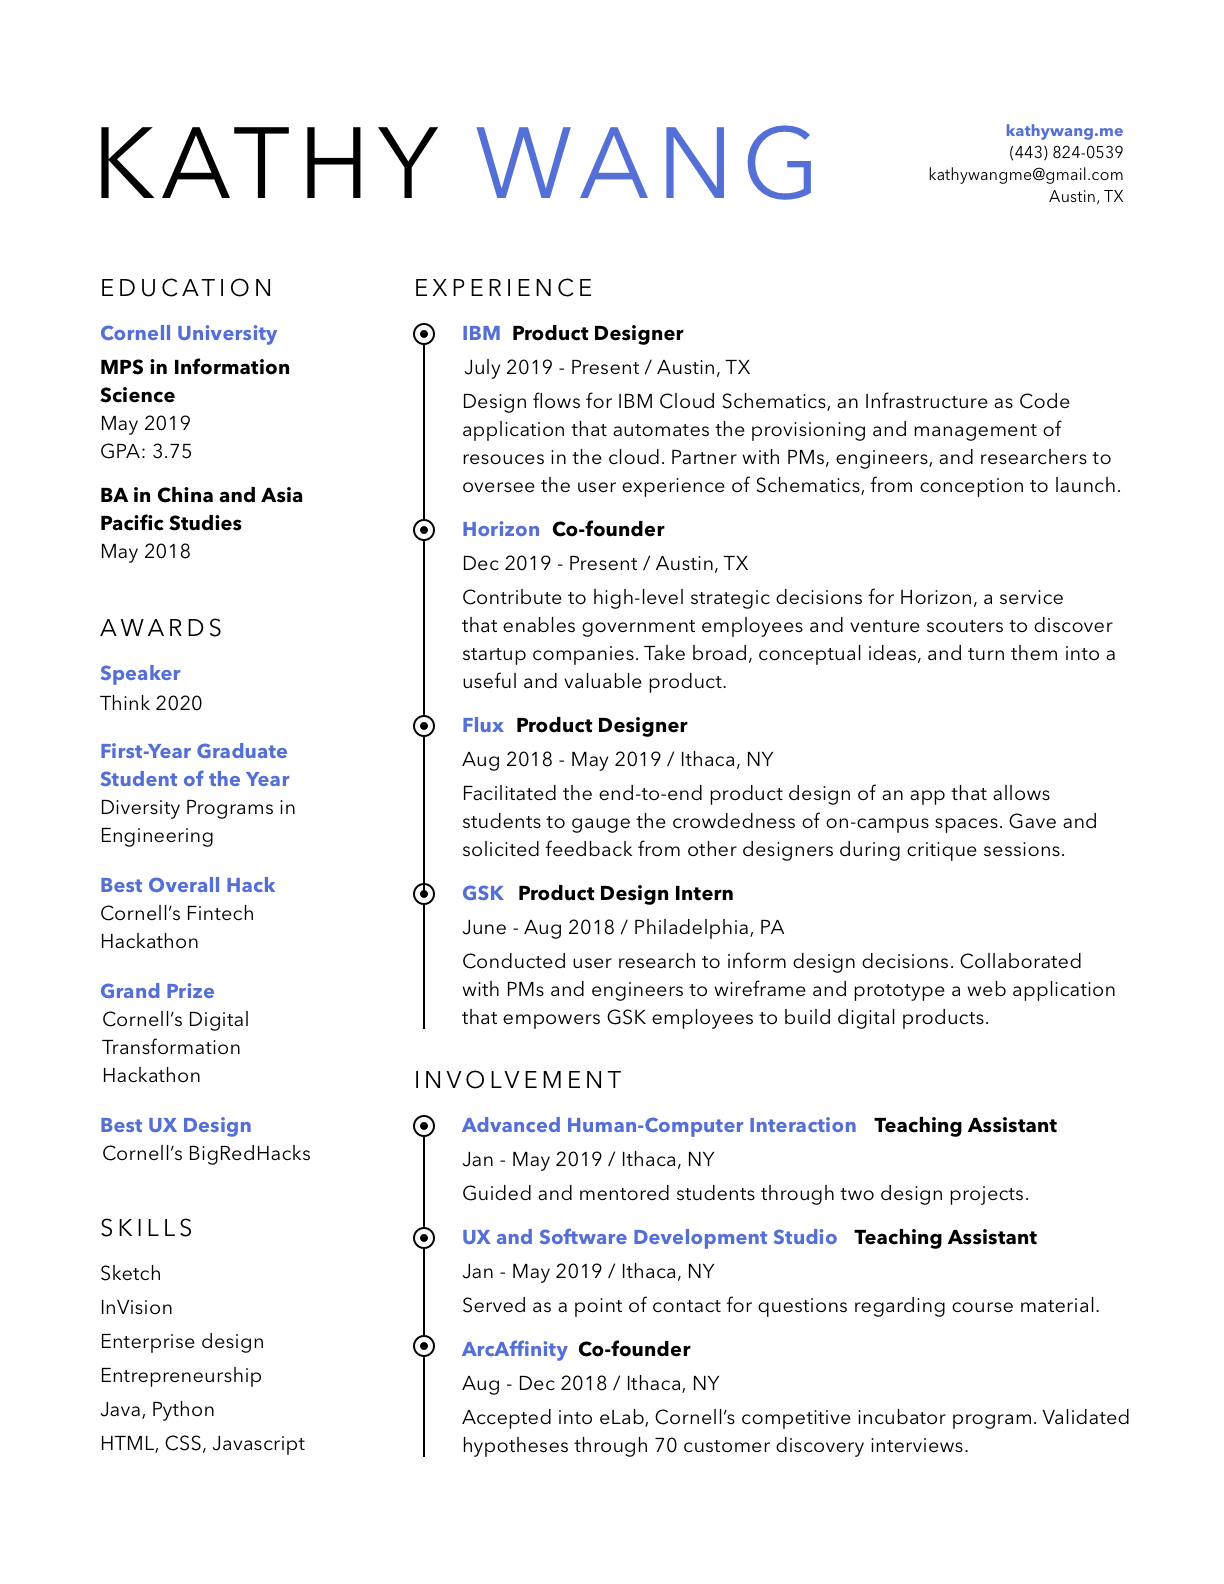 KATHY WANG
kathywang.me
(443) 824-0539
kathywangme@gmail.com
Austin, TX
EDUCATION
Cornell University
MPS in Information
Science
May 2019
GPA: 3.75
BA in China and Asia
Pacific Studies
May 2018
AWARDS
Speaker
Think 2020
First-Year Graduate
Student of the Year
Diversity Programs in
Engineering
Best Overall Hack
Cornell’s Fintech
Hackathon
Grand Prize
Cornell’s Digital
Transformation
Hackathon
Best UX Design
Cornell’s BigRedHacks
SKILLS
Sketch
InVision
Enterprise design
Entrepreneurship
Java, Python
HTML, CSS, Javascript
EXPERIENCE
IBM Product Designer
July 2019 - Present / Austin, TX
Design flows for IBM Cloud Schematics, an Infrastructure as Code
application that automates the provisioning and management of
resouces in the cloud. Partner with PMs, engineers, and researchers to
oversee the user experience of Schematics, from conception to launch.
Horizon Co-founder
Dec 2019 - Present / Austin, TX
Contribute to high-level strategic decisions for Horizon, a service
that enables government employees and venture scouters to discover
startup companies. Take broad, conceptual ideas, and turn them into a
useful and valuable product.
Flux Product Designer
Aug 2018 - May 2019 / Ithaca, NY
Facilitated the end-to-end product design of an app that allows
students to gauge the crowdedness of on-campus spaces. Gave and
solicited feedback from other designers during critique sessions.
GSK Product Design Intern
June - Aug 2018 / Philadelphia, PA
Conducted user research to inform design decisions. Collaborated
with PMs and engineers to wireframe and prototype a web application
that empowers GSK employees to build digital products.
INVOLVEMENT
Advanced Human-Computer Interaction Teaching Assistant
Jan - May 2019 / Ithaca, NY
Guided and mentored students through two design projects.
UX and Software Development Studio Teaching Assistant
Jan - May 2019 / Ithaca, NY
Served as a point of contact for questions regarding course material.
ArcAffinity Co-founder
Aug - Dec 2018 / Ithaca, NY
Accepted into eLab, Cornell’s competitive incubator program. Validated
hypotheses through 70 customer discovery interviews.